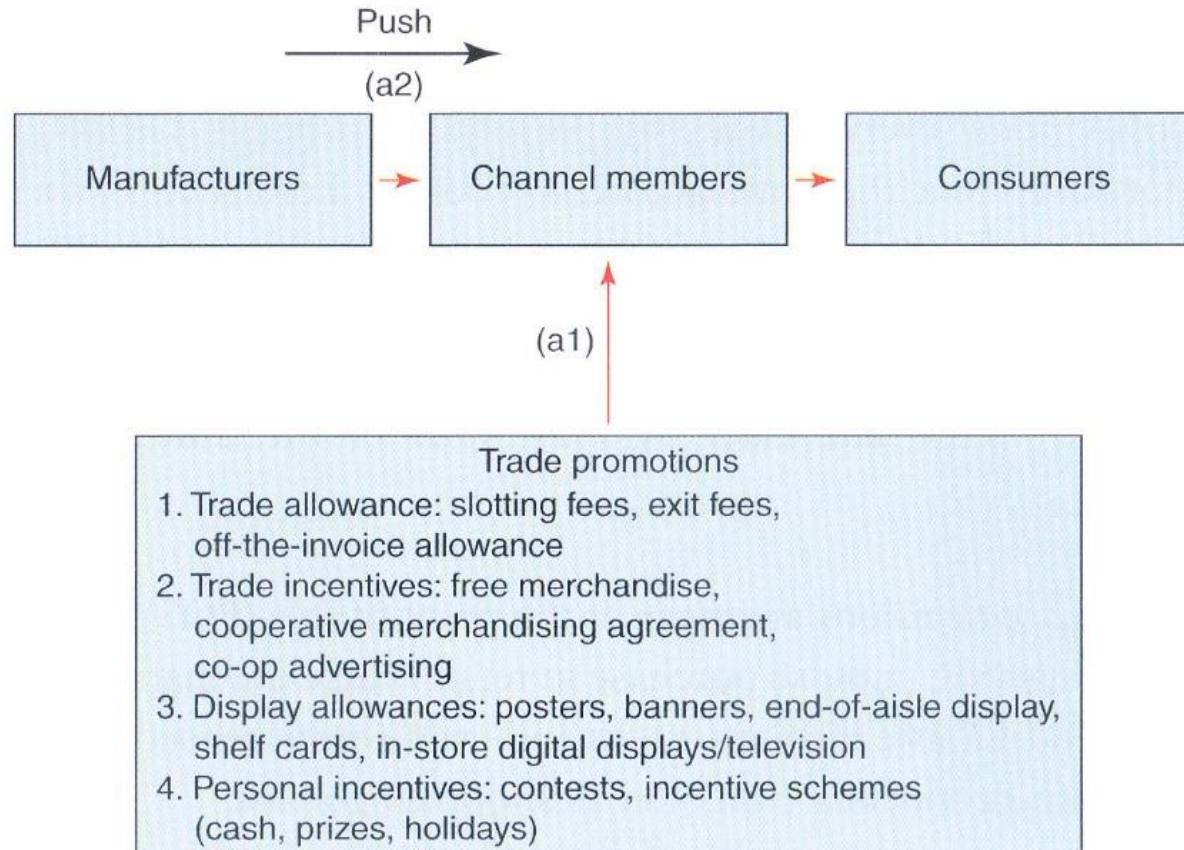 Push
(a2)
Manufacturers
Channel members
Consumers
(a1)
Trade promotions
1. Trade allowance: slotting fees, exit fees,
off-the-invoice allowance
2. Trade incentives: free merchandise,
cooperative merchandising agreement,
co-op advertising
3. Display allowances: posters, banners, end-of-aisle display,
shelf cards, in-store digital displays/television
4. Personal incentives: contests, incentive schemes
(cash, prizes, holidays)